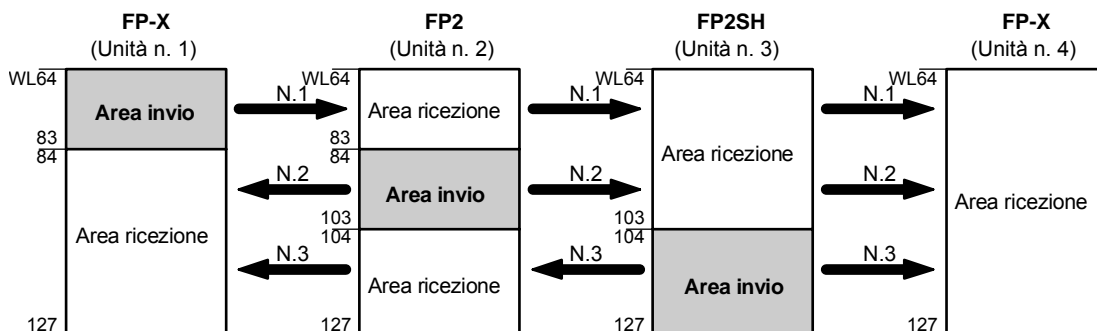 FP-X
(Unità n. 1)
FP2
(Unità n. 2)
FP2SH
(Unità n. 3)
FP-X
(Unità n. 4)
WL64
Area invio
83
84
Area ricezione
127
N.1
N.2
N.3
WL64
Area ricezione
83
84
Area invio
103
104
Area ricezione
127
N.1
N.2
N.3
WL64
Area ricezione
103
104
Area invio
127
N.1
N.2
N.3
WL64
Area ricezione
127